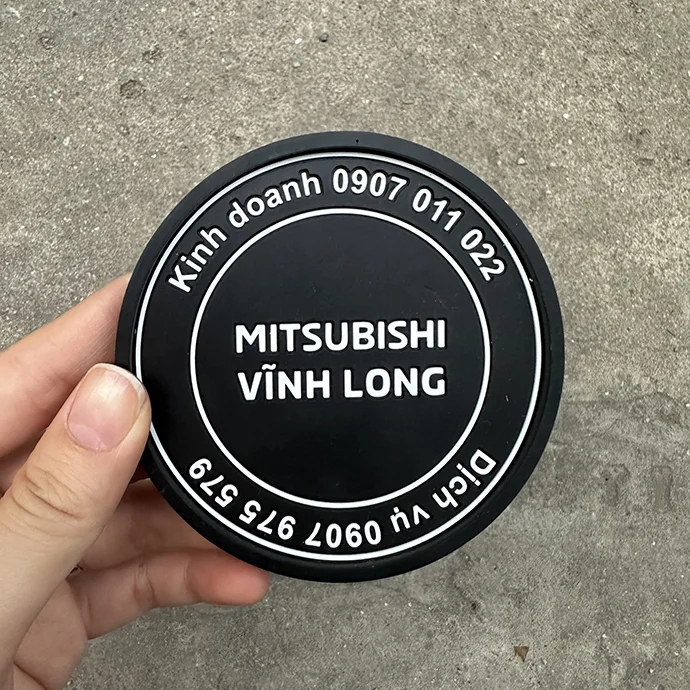 Kinh doanh 0907 011 022
MITSUBISHI
VĨNH LONG
Dịch vụ 0907 975 579